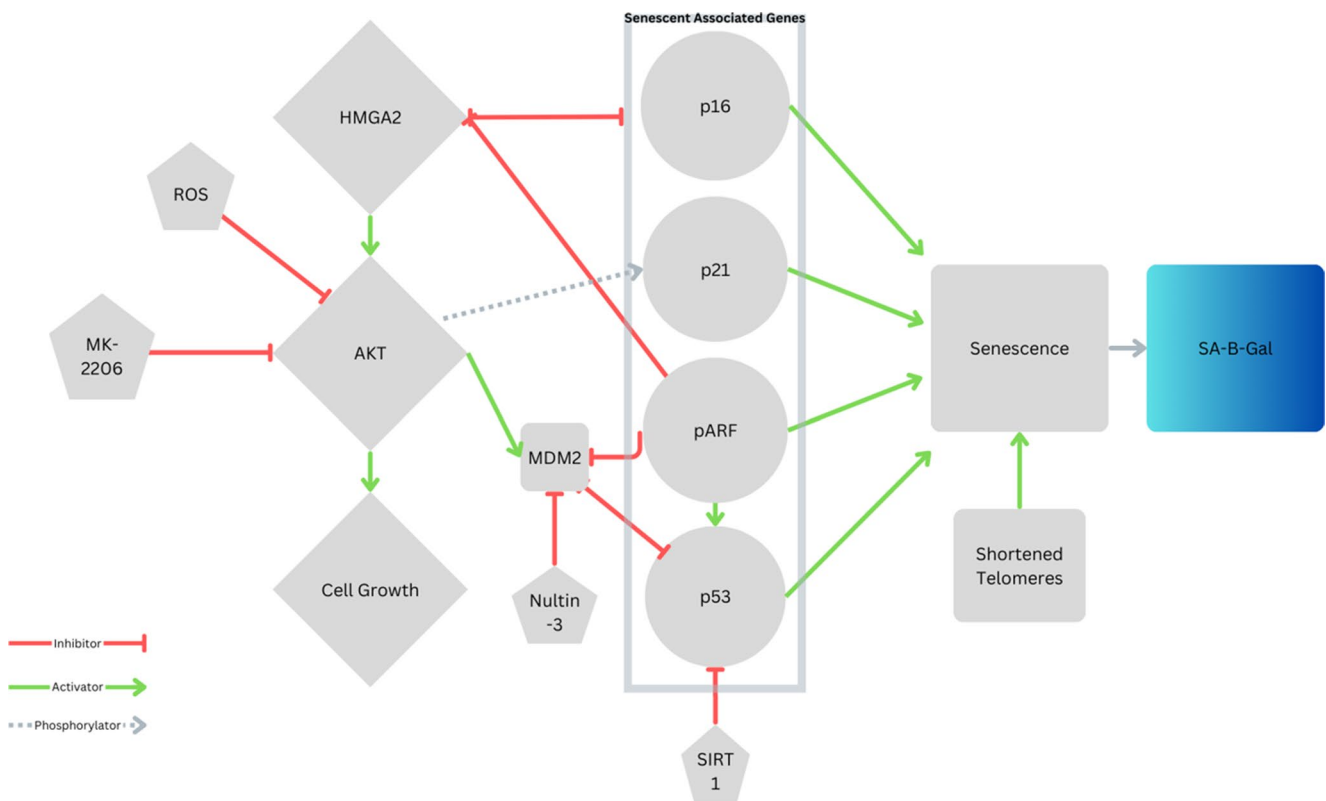 Senescent Associated Genes
HMGA2
p16
ROS
p21
MK-
2206
AKT
Senescence
SA-B-Gal
pARF
MDM2
Shortened
Telomeres
Cell Growth
Nultin
-3
p53
Inhibitor
Activator
Phosphorylator
SIRT
1